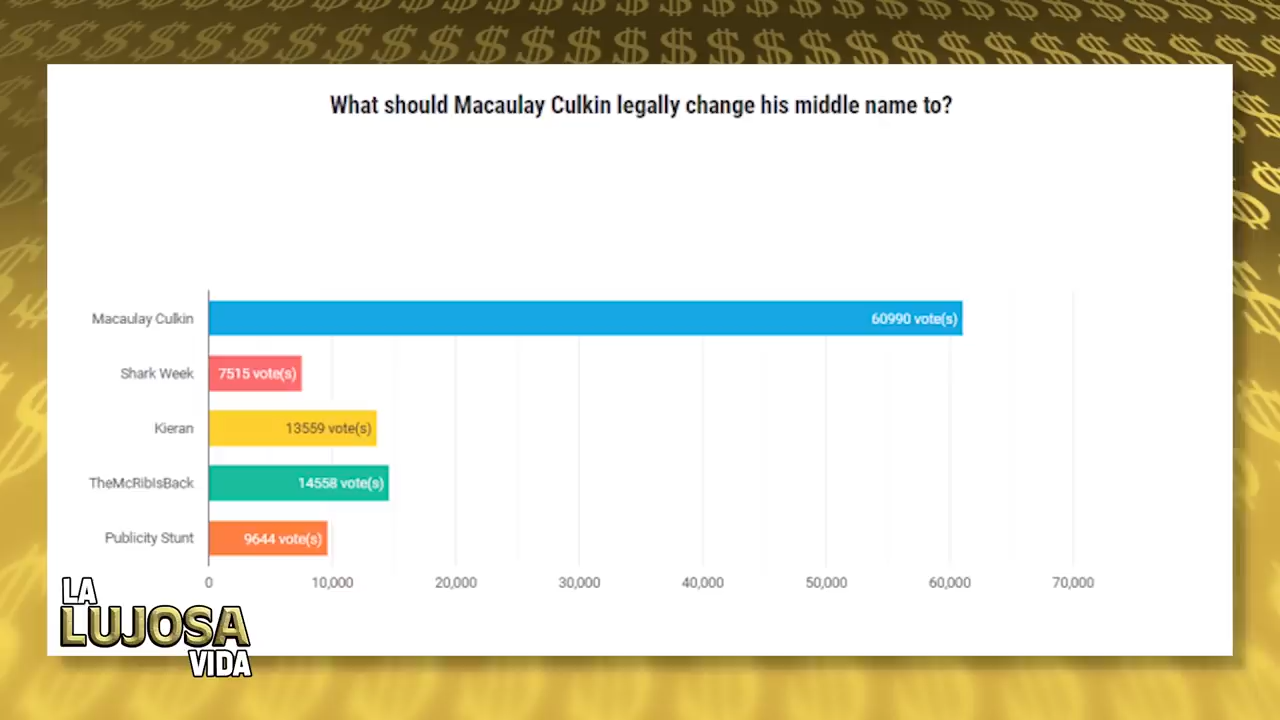 What should Macaulay Culkin legally change his middle name to?
Macaulay Culkin 60990 vote(s)
Shark Week 7515 vote(s)
Kieran 13559 vote(s)
TheMcRibIsBack 14558 vote(s)
Publicity Stunt 9644 vote(s)
0 10,000 20,000 30,000 40,000 50,000 60,000 70,000
LA
LUJOSA
VIDA